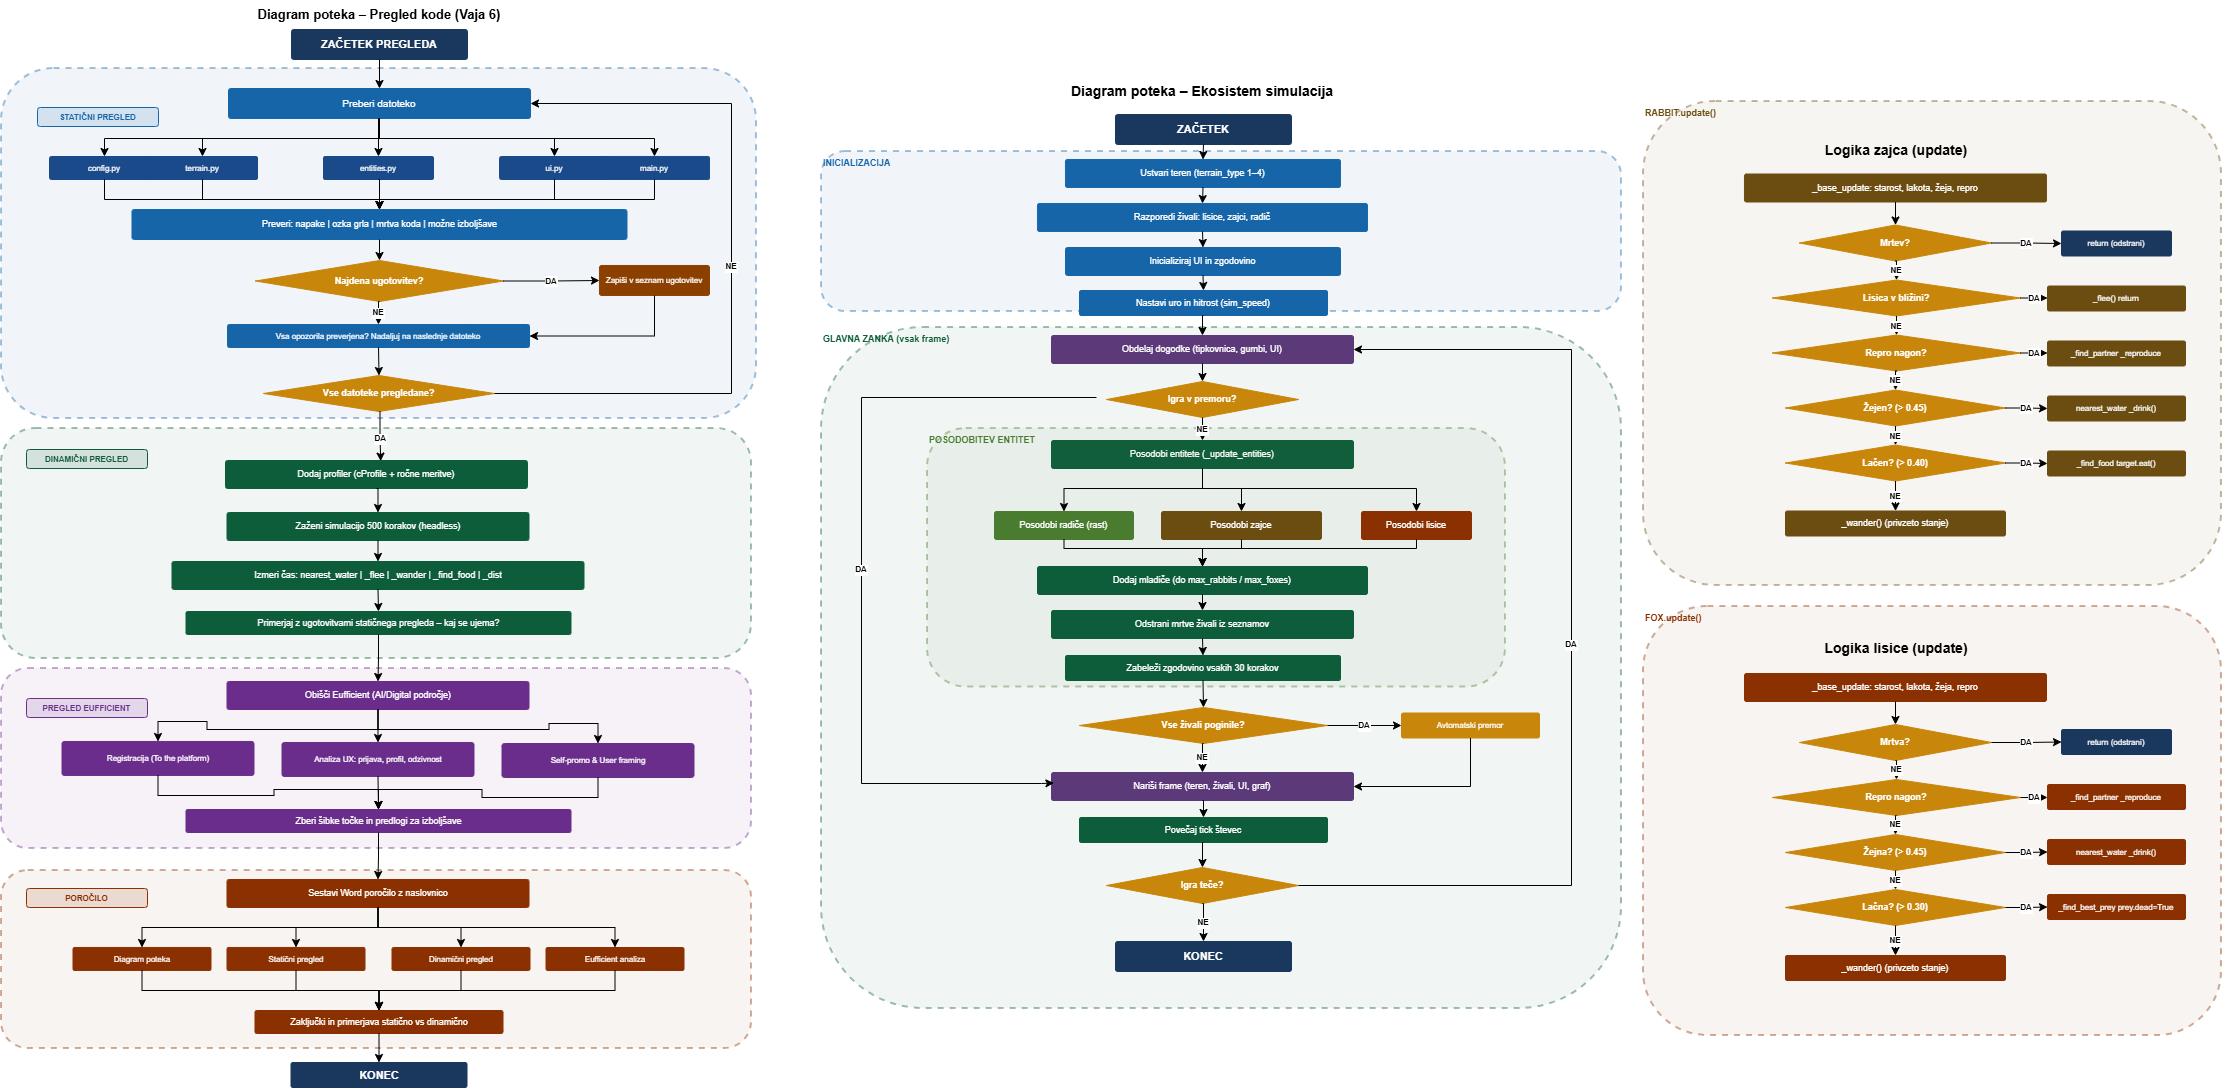 Diagram poteka – Pregled kode (Vaja 6)
ZAČETEK PREGLEDA
Preberi datoteko
STATIČNI PREGLED
config.py
terrain.py
entities.py
ui.py
main.py
Preveri: napake | ozka grla | mrtva koda | možne izboljšave
Najdena ugotovitev?
DA
Zapiši v seznam ugotovitev
NE
NE
Vsa opozorila preverjena? Nadaljuj na naslednje datoteko
Vse datoteke pregledane?
DA
DINAMIČNI PREGLED
Dodaj profiler (cProfile + ročne meritve)
Zaženi simulacijo 500 korakov (headless)
Izmeri čas: nearest_water | _flee | _wander | _find_food | _dist
Primerjaj z ugotovitvami statičnega pregleda – kaj se ujema?
Obišči Eufficient (AI/Digital področje)
PREGLED EUFFICIENT
Registracija (To the platform)
Analiza UX: prijava, profil, odzivnost
Self-promo & User framing
Zberi šibke točke in predlogi za izboljšave
Sestavi Word poročilo z naslovnico
POROČILO
Diagram poteka
Statični pregled
Dinamični pregled
Eufficient analiza
Zaključki in primerjava statično vs dinamično
KONEC
Diagram poteka – Ekosistem simulacija
ZAČETEK
INICIALIZACIJA
Ustvari teren (terrain_type 1–4)
Razporedi živali: lisice, zajci, radič
Inicializiraj UI in zgodovino
Nastavi uro in hitrost (sim_speed)
GLAVNA ZANKA (vsak frame)
Obdelaj dogodke (tipkovnica, gumbi, UI)
Igra v premoru?
NE
DA
POSODOBITEV ENTITET
Posodobi entitete (_update_entities)
Posodobi radiče (rast)
Posodobi zajce
Posodobi lisice
Dodaj mladiče (do max_rabbits / max_foxes)
Odstrani mrtve živali iz seznamov
DA
Zabeleži zgodovino vsakih 30 korakov
Vse živali poginile?
DA
Avtomatski premor
NE
Nariši frame (teren, živali, UI, graf)
Povečaj tick števec
Igra teče?
NE
KONEC
RABBIT.update()
Logika zajca (update)
_base_update: starost, lakota, žeja, repro
Mrtev?
DA
return (odstrani)
NE
Lisica v bližini?
DA
_flee() return
NE
Repro nagon?
DA
_find_partner _reproduce
NE
Žejen? (> 0.45)
DA
nearest_water _drink()
NE
Lačen? (> 0.40)
DA
_find_food target.eat()
NE
_wander() (privzeto stanje)
FOX.update()
Logika lisice (update)
_base_update: starost, lakota, žeja, repro
Mrtva?
DA
return (odstrani)
NE
Repro nagon?
DA
_find_partner _reproduce
NE
Žejna? (> 0.45)
DA
nearest_water _drink()
NE
Lačna? (> 0.30)
DA
_find_best_prey prey.dead=True
NE
_wander() (privzeto stanje)